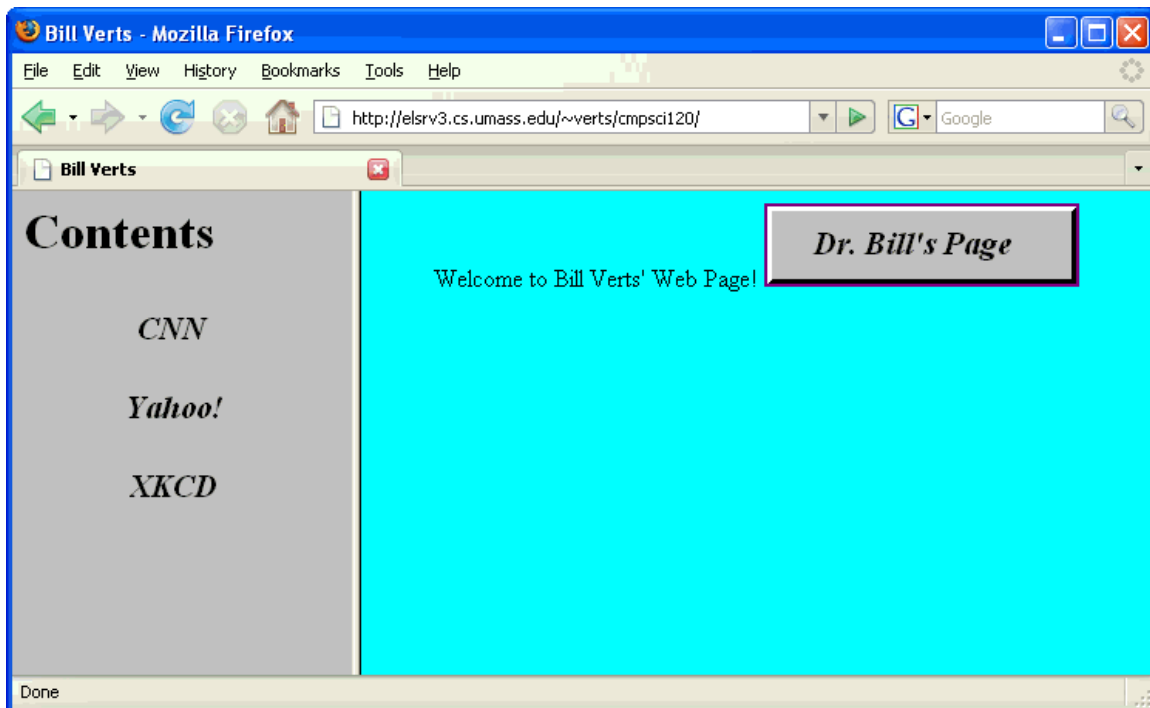 Bill Verts - Mozilla Firefox
File Edit View History Bookmarks Tools Help
http://elsrv3.cs.umass.edu/~verts/cmpsci120/
G Google
Bill Verts
Contents
CNN
Yahoo!
XKCD
Dr. Bill's Page
Welcome to Bill Verts' Web Page!
Done